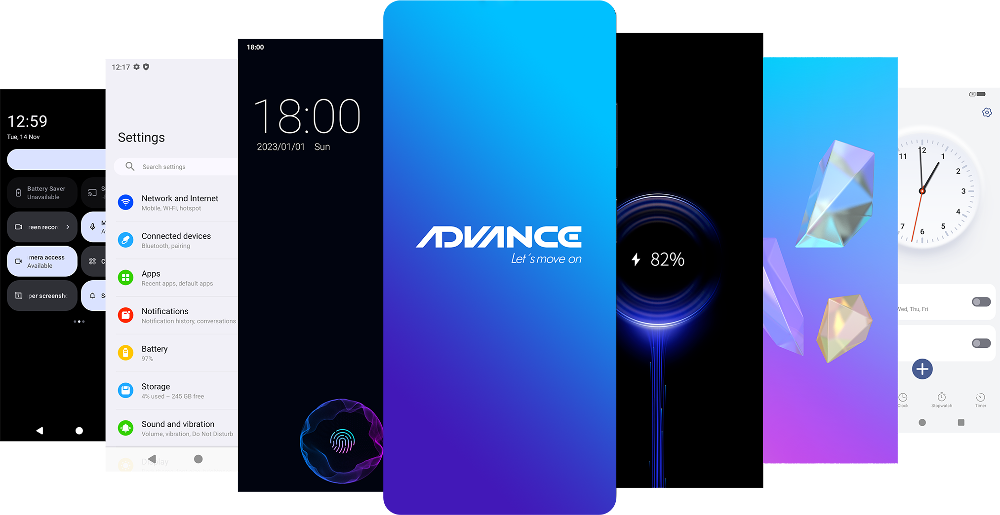 12:59
Tue, 14 Nov
Battery Saver
Unavailable
reen recor
mera access
Available
per screensh
12:17
Settings
Search settings
Network and Internet
Mobile, Wi-Fi, hotspot
Connected devices
Bluetooth, pairing
Apps
Recent apps, default apps
Notifications
Notification history, conversations
Battery
97%
Storage
4% used – 245 GB free
Sound and vibration
Volume, vibration, Do Not Disturb
Display
18:00
18:00
2023/01/01 Sun
ADVANCE
Let´s move on
82%
11
12
1
2
3
4
5
6
7
Wed, Thu, Fri
Clock
Stopwatch
Timer